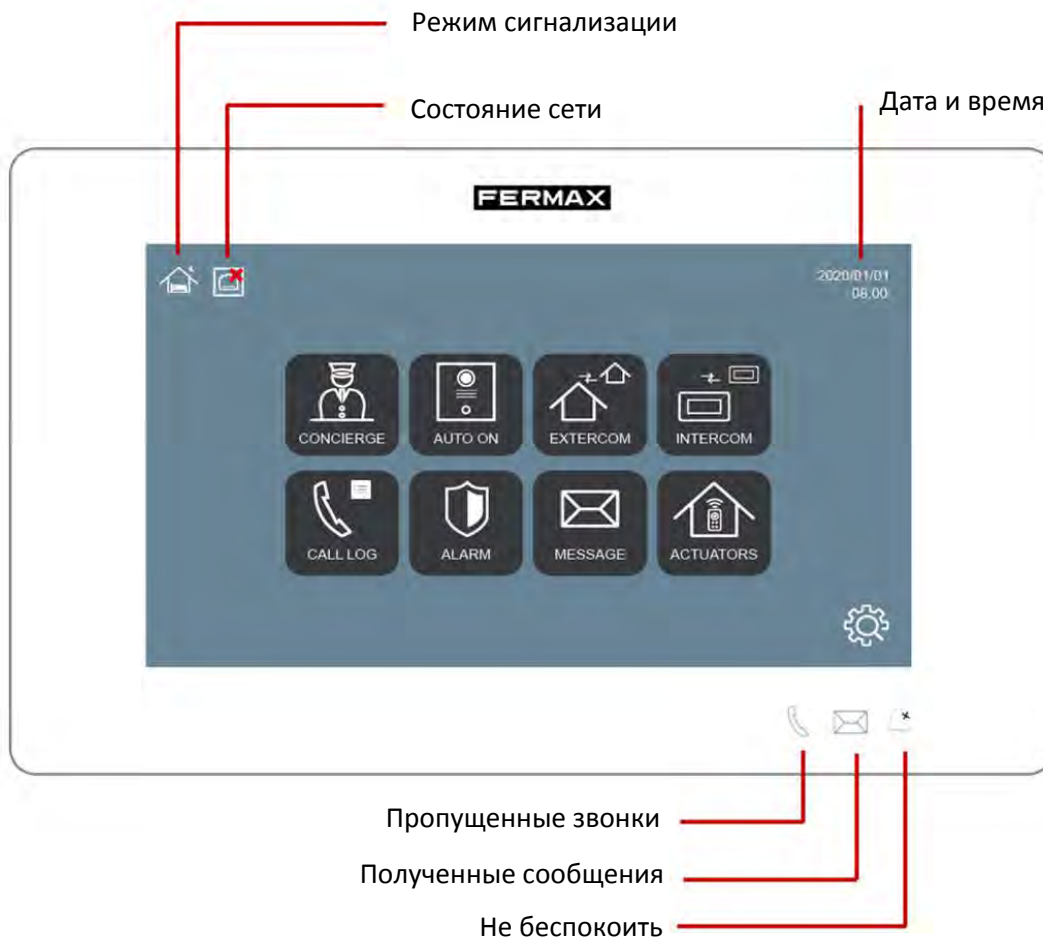 Режим сигнализации
Состояние сети
Дата и время
FERMAX
2020/01/01
08.00
CONCIERGE
AUTO ON
EXTERCOM
INTERCOM
CALL LOG
ALARM
MESSAGE
ACTUATORS
Пропущенные звонки
Полученные сообщения
Не беспокоить